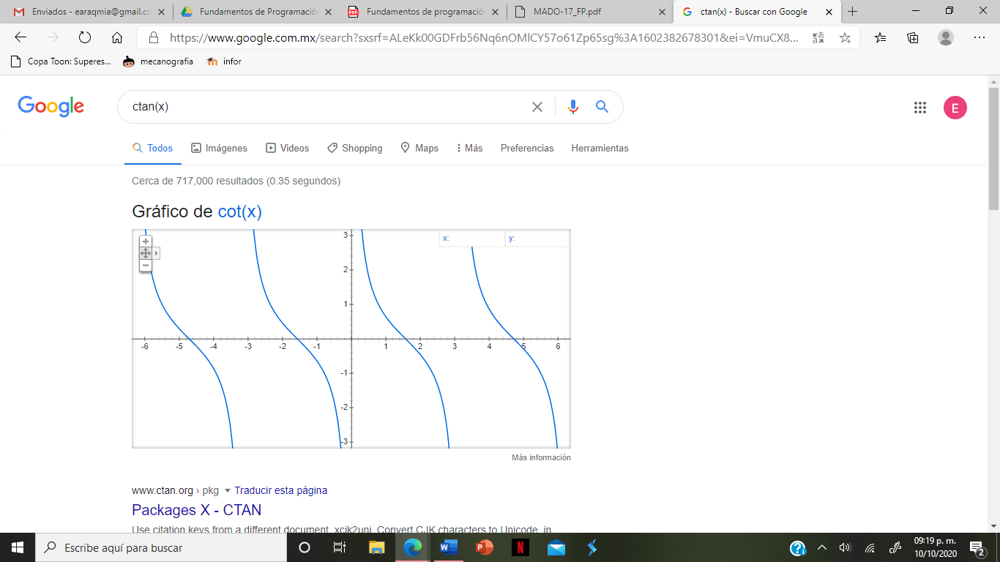 Enviados - earaqmia@gmail.co
Fundamentos de Programación
Fundamentos de programació
MADO-17_FP.pdf
ctan(x) - Buscar con Google
https://www.google.com.mx/search?sxsrf=ALeKk00GDFrb56Nq6nOMlCY57o61Zp65sg%3A1602382678301&ei=VmuCX8...
Copa Toon: Superes...
mecanografia
infor
Google
ctan(x)
E
Todos
Imágenes
Videos
Shopping
Maps
Más
Preferencias
Herramientas
Cerca de 717,000 resultados (0.35 segundos)
Gráfico de cot(x)
x:
y:
3
2
1
-6 -5 -4 -3 -2 -1 1 2 3 4 5 6
-1
-2
-3
Más información
www.ctan.org › pkg ▾ Traducir esta página
Packages X - CTAN
Use citation keys from a different document. xcjk2uni. Convert CJK characters to Unicode, in
Escribe aquí para buscar
09:19 p. m.
10/10/2020
2